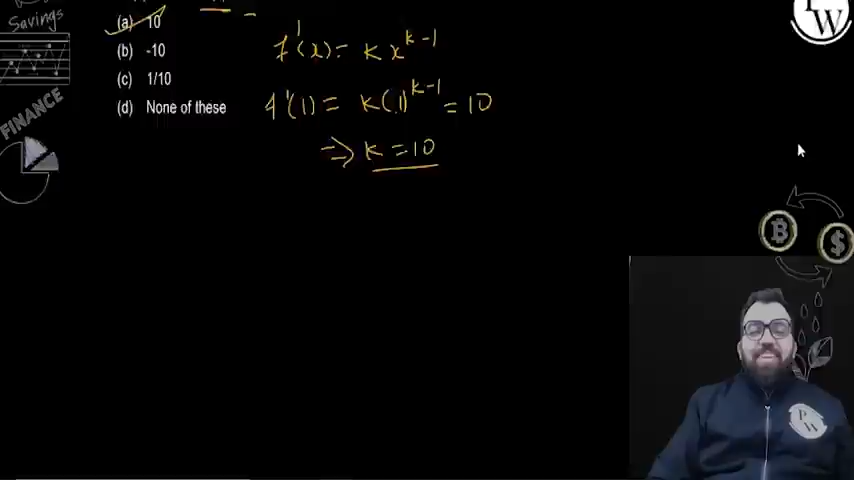 Savings
(a) 10
(b) -10
(c) 1/10
(d) None of these
FINANCE
f'(x) = k x^{k-1}
f'(1) = k(1)^{k-1} = 10
⇒ k = 10
W
B
$
P
W